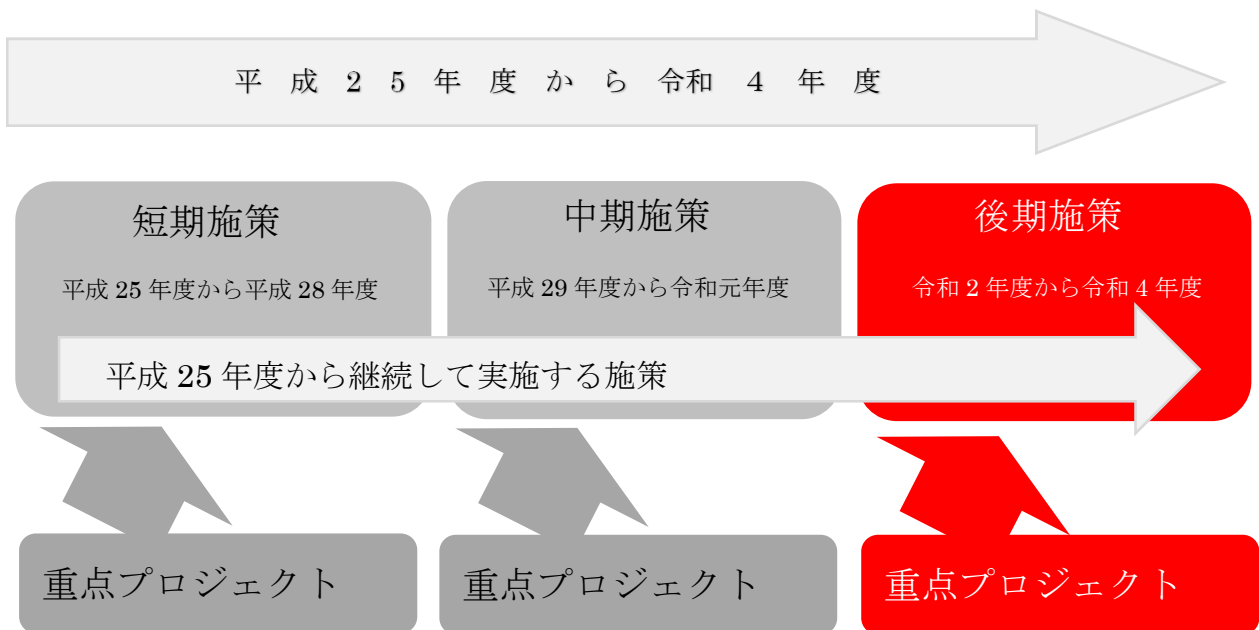 平成25年度から令和4年度
短期施策
平成 25 年度から平成 28 年度
中期施策
平成 29 年度から令和元年度
後期施策
令和 2 年度から令和 4 年度
平成 25 年度から継続して実施する施策
重点プロジェクト
重点プロジェクト
重点プロジェクト